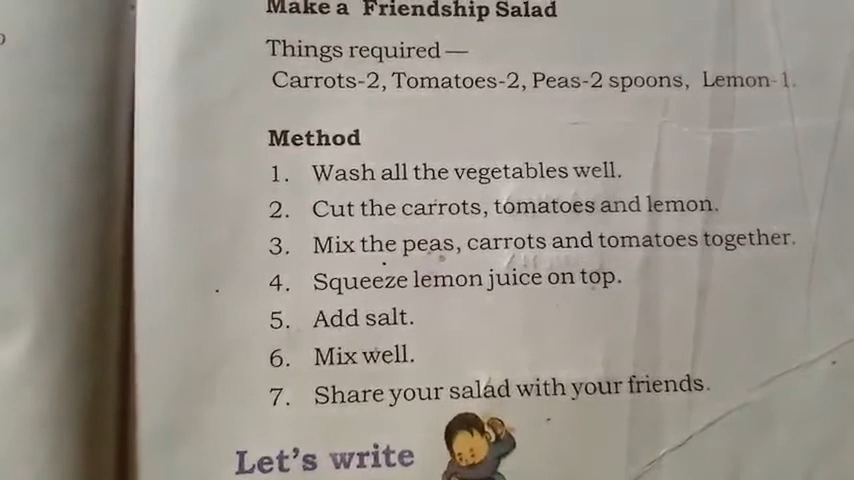 Make a Friendship Salad
Things required —
Carrots-2, Tomatoes-2, Peas-2 spoons, Lemon-1.
Method
1. Wash all the vegetables well.
2. Cut the carrots, tomatoes and lemon.
3. Mix the peas, carrots and tomatoes together.
4. Squeeze lemon juice on top.
5. Add salt.
6. Mix well.
7. Share your salad with your friends.
Let's write